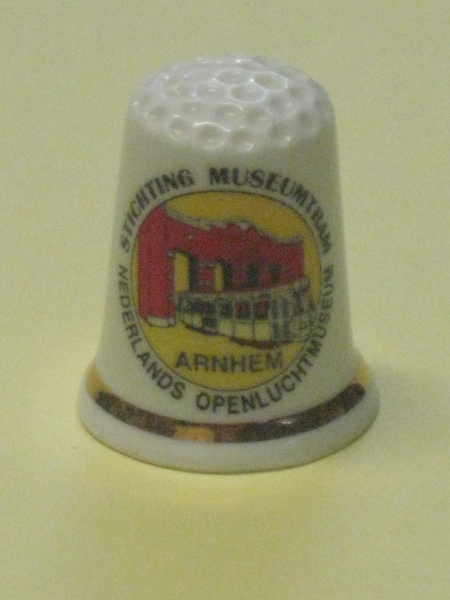 STICHTING MUSEUMTRAM
ARNHEM
NEDERLANDS OPENLUCHTMUSEUM